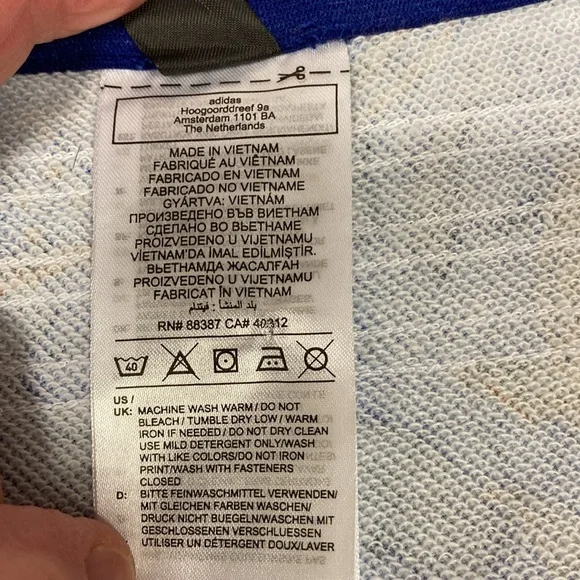 adidas
Hoogoorddreef 9a
Amsterdam 1101 BA
The Netherlands
MADE IN VIETNAM
FABRIQUÉ AU VIÊTNAM
FABRICADO EN VIETNAM
FABRICADO NO VIETNAME
GYÁRTVA: VIETNÁM
ПРОИЗВЕДЕНО ВЪВ ВИЕТНАМ
СДЕЛАНО ВО ВЬЕТНАМЕ
PROIZVEDENO U VIJETNAMU
VIETNAM'DA İMAL EDİLMİŞTİR.
ВЬЕТНАМДА ЖАСАЛҒАН
PROIZVEDENO U VIJETNAMU
FABRICAT ÎN VIETNAM
بلد المنشأ : فيتنام
RN# 88387 CA# 40312
40
US /
UK: MACHINE WASH WARM / DO NOT
BLEACH / TUMBLE DRY LOW / WARM
IRON IF NEEDED / DO NOT DRY CLEAN
USE MILD DETERGENT ONLY/WASH
WITH LIKE COLORS/DO NOT IRON
PRINT/WASH WITH FASTENERS
CLOSED
D: BITTE FEINWASCHMITTEL VERWENDEN/
MIT GLEICHEN FARBEN WASCHEN/
DRUCK NICHT BUEGELN/WASCHEN MIT
GESCHLOSSENEN VERSCHLUESSEN
UTILISER UN DÉTERGENT DOUX/LAVER